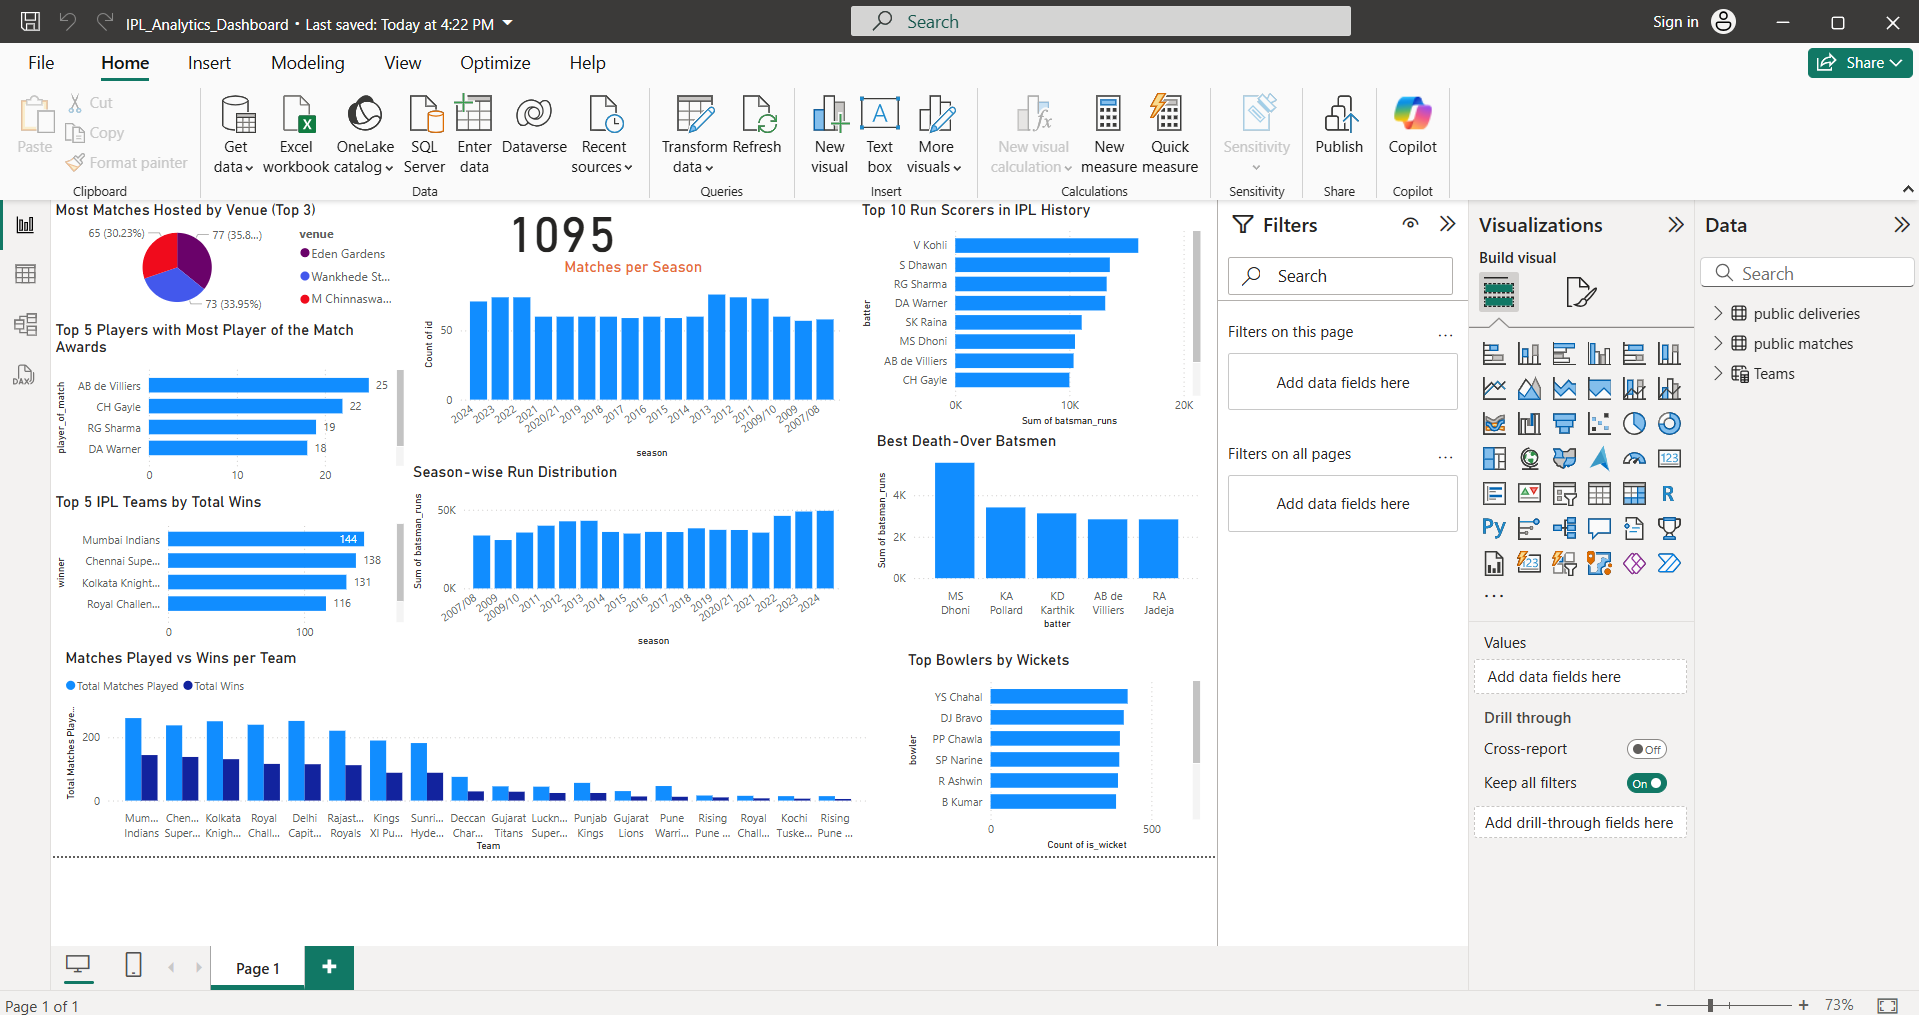 IPL_Analytics_Dashboard • Last saved: Today at 4:22 PM
Search
Sign in
File
Home
Insert
Modeling
View
Optimize
Help
Share
Paste
Cut
Copy
Format painter
Clipboard
Get data
Excel workbook
OneLake catalog
SQL Server
Enter data
Dataverse
Recent sources
Data
Transform data
Refresh
Queries
New visual
Text box
More visuals
Insert
New visual calculation
New measure
Quick measure
Calculations
Sensitivity
Sensitivity
Publish
Share
Copilot
Copilot
Most Matches Hosted by Venue (Top 3)
65 (30.23%)
77 (35.8...)
73 (33.95%)
venue
Eden Gardens
Wankhede St...
M Chinnaswa...
Top 5 Players with Most Player of the Match
Awards
player_of_match
AB de Villiers
25
CH Gayle
22
RG Sharma
19
DA Warner
18
0
10
20
Top 5 IPL Teams by Total Wins
winner
Mumbai Indians
144
Chennai Supe...
138
Kolkata Knight...
131
Royal Challen...
116
0
100
1095
Matches per Season
Count of id
50
0
2024
2023
2022
2021
2020/21
2019
2018
2017
2016
2015
2014
2013
2012
2011
2009/10
2009
2007/08
season
Season-wise Run Distribution
Sum of batsman_runs
50K
0K
2007/08
2009
2009/10
2011
2012
2013
2014
2015
2016
2017
2018
2019
2020/21
2021
2022
2023
2024
season
Top 10 Run Scorers in IPL History
batter
V Kohli
S Dhawan
RG Sharma
DA Warner
SK Raina
MS Dhoni
AB de Villiers
CH Gayle
0K
10K
20K
Sum of batsman_runs
Best Death-Over Batsmen
Sum of batsman_runs
4K
2K
0K
MS Dhoni
KA Pollard
KD Karthik
AB de Villiers
RA Jadeja
batter
Matches Played vs Wins per Team
Total Matches Played
Total Wins
Total Matches Playe...
200
0
Mum... Indians
Chen... Super...
Kolkata Knigh...
Royal Chall...
Delhi Capit...
Rajast... Royals
Kings XI Pu...
Sunri... Hyde...
Deccan Char...
Gujarat Titans
Luckn... Super...
Punjab Kings
Gujarat Lions
Pune Warri...
Rising Pune ...
Royal Chall...
Kochi Tuske...
Rising Pune ...
Team
Top Bowlers by Wickets
bowler
YS Chahal
DJ Bravo
PP Chawla
SP Narine
R Ashwin
B Kumar
0
500
Count of is_wicket
Filters
Search
Filters on this page
...
Add data fields here
Filters on all pages
...
Add data fields here
Visualizations
Build visual
123
R
Py
123
...
Values
Add data fields here
Drill through
Cross-report
Off
Keep all filters
On
Add drill-through fields here
Data
Search
public deliveries
public matches
Teams
DAX
Page 1
+
Page 1 of 1
-
+
73%